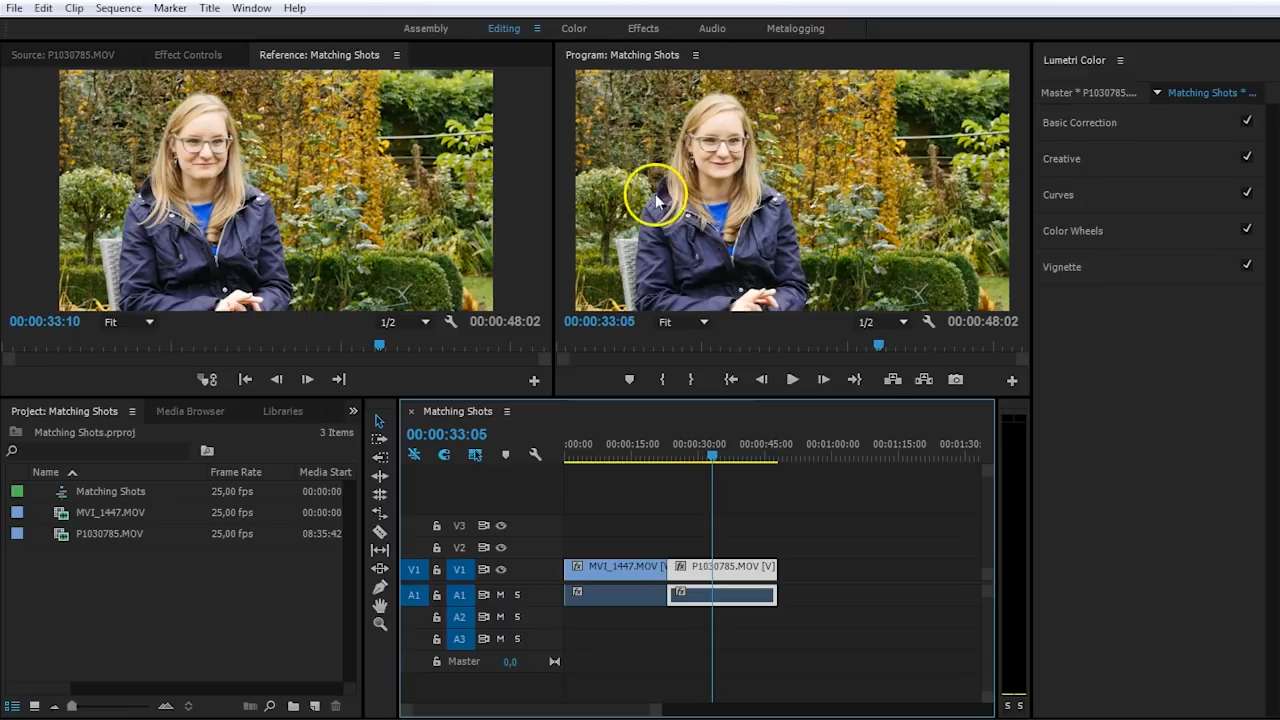 File Edit Clip Sequence Marker Title Window Help
Assembly Editing Color Effects Audio Metalogging
Source: P1030785.MOV Effect Controls Reference: Matching Shots
Program: Matching Shots
Lumetri Color
Master * P1030785.... Matching Shots * ...
Basic Correction
Creative
Curves
Color Wheels
Vignette
00:00:33:10 Fit 1/2 00:00:48:02
00:00:33:05 Fit 1/2 00:00:48:02
Project: Matching Shots Media Browser Libraries
Matching Shots.prproj 3 Items
Name Frame Rate Media Start
Matching Shots 25,00 fps 00:00:00
MVI_1447.MOV 25,00 fps 00:00:00
P1030785.MOV 25,00 fps 08:35:42
Matching Shots
00:00:33:05
:00:00 00:00:15:00 00:00:30:00 00:00:45:00 00:01:00:00 00:01:15:00 00:01:30:
V3
V2
V1 V1 fx MVI_1447.MOV [V fx P1030785.MOV [V]
A1 A1 M S fx fx
A2 M S
A3 M S
Master 0,0
S S